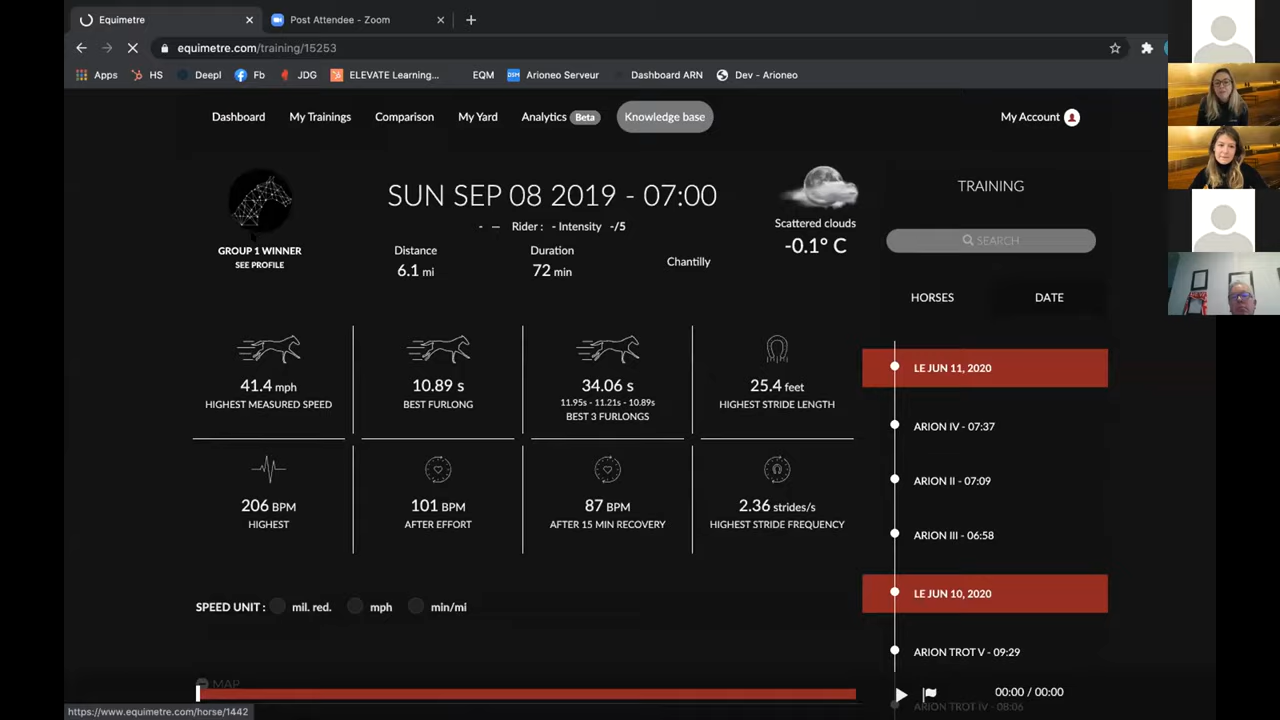 Equimetre
Post Attendee - Zoom
equimetre.com/training/15253
Apps HS Deepl Fb JDG ELEVATE Learning... EQM DSM Arioneo Serveur Dashboard ARN Dev - Arioneo
Dashboard My Trainings Comparison My Yard Analytics Beta Knowledge base My Account
SUN SEP 08 2019 - 07:00
- – Rider : - Intensity -/5
GROUP 1 WINNER
SEE PROFILE
Distance
6.1 mi
Duration
72 min
Chantilly
Scattered clouds
-0.1° C
41.4 mph
HIGHEST MEASURED SPEED
10.89 s
BEST FURLONG
34.06 s
11.95s - 11.21s - 10.89s
BEST 3 FURLONGS
25.4 feet
HIGHEST STRIDE LENGTH
206 BPM
HIGHEST
101 BPM
AFTER EFFORT
87 BPM
AFTER 15 MIN RECOVERY
2.36 strides/s
HIGHEST STRIDE FREQUENCY
SPEED UNIT : mil. red. mph min/mi
MAP
TRAINING
SEARCH
HORSES DATE
LE JUN 11, 2020
ARION IV - 07:37
ARION II - 07:09
ARION III - 06:58
LE JUN 10, 2020
ARION TROT V - 09:29
00:00 / 00:00
ARION TROT IV - 08:06
https://www.equimetre.com/horse/1442